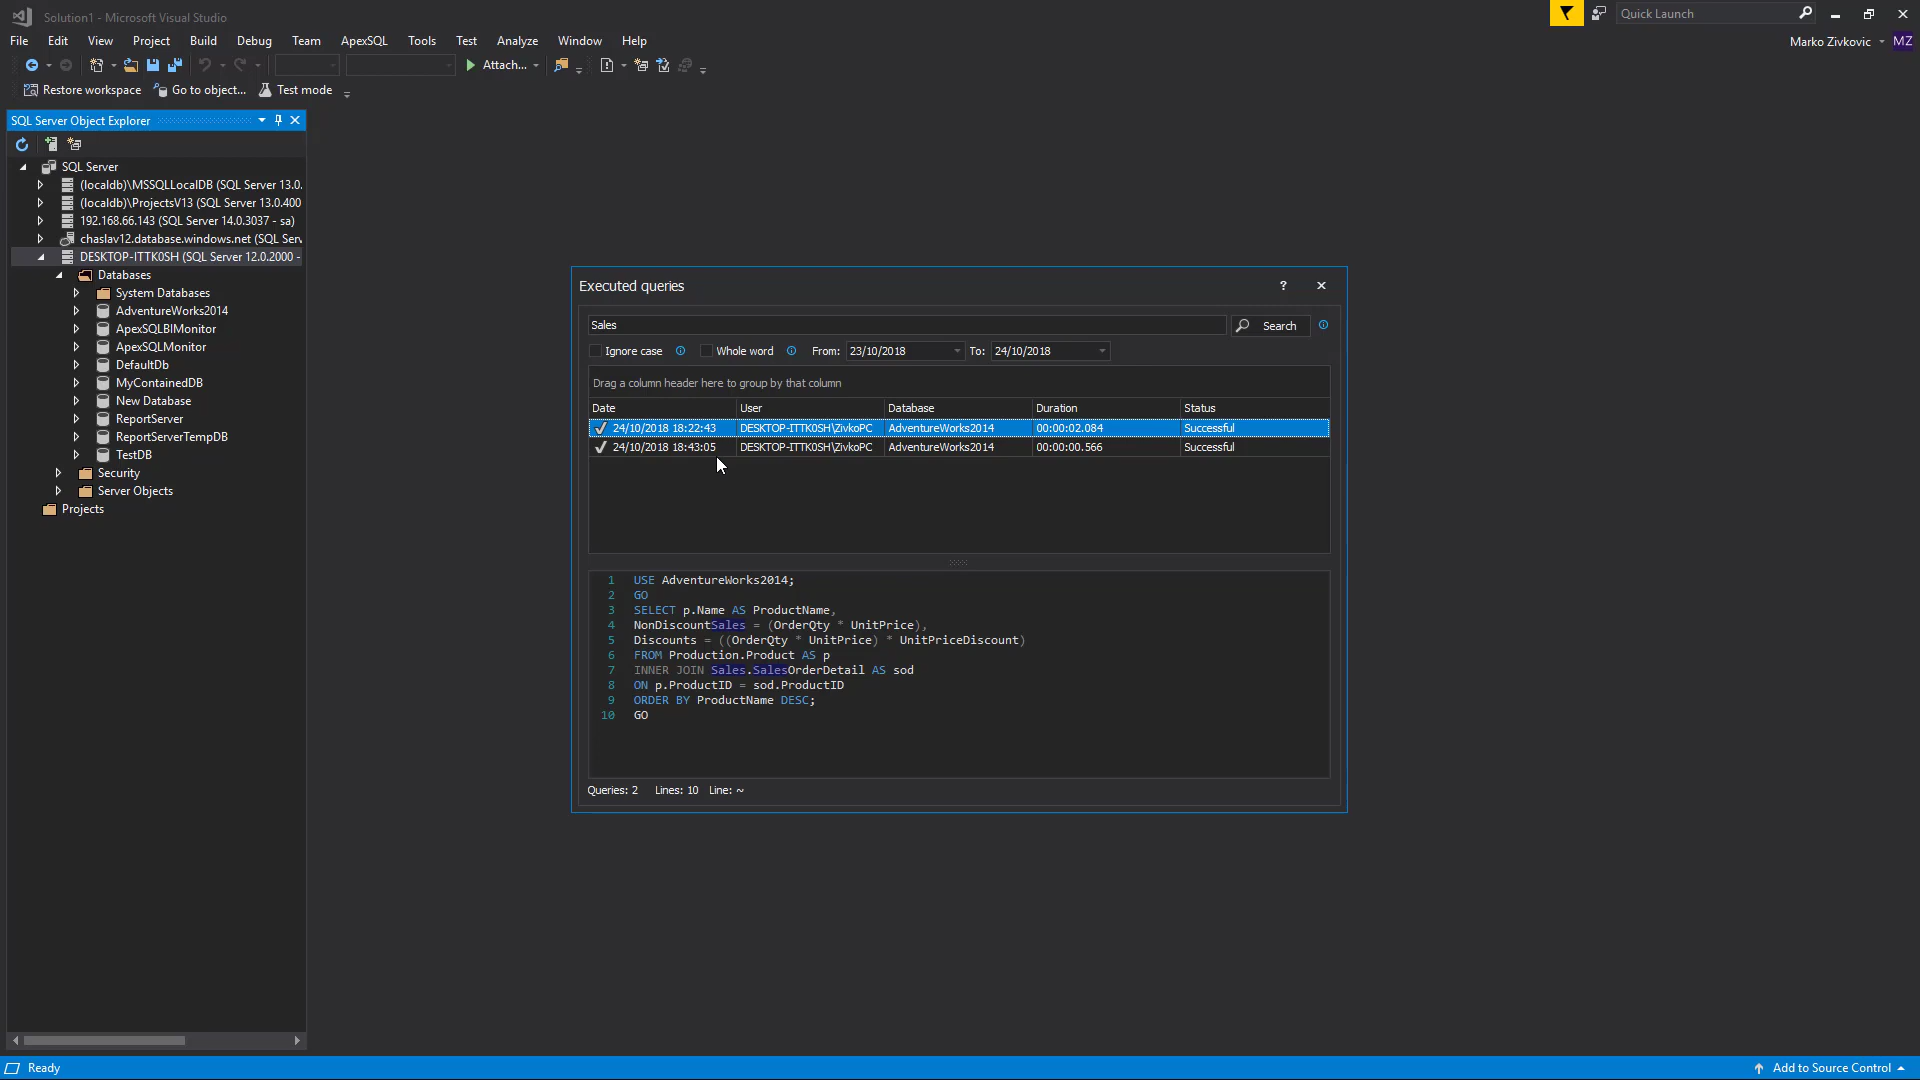 Solution1 - Microsoft Visual Studio
Quick Launch
File Edit View Project Build Debug Team ApexSQL Tools Test Analyze Window Help
Marko Zivkovic MZ
Attach...
Restore workspace Go to object... Test mode
SQL Server Object Explorer
SQL Server
(localdb)\MSSQLLocalDB (SQL Server 13.0.
(localdb)\ProjectsV13 (SQL Server 13.0.400
192.168.66.143 (SQL Server 14.0.3037 - sa)
chaslav12.database.windows.net (SQL Serv
DESKTOP-ITTK0SH (SQL Server 12.0.2000 -
Databases
System Databases
AdventureWorks2014
ApexSQLBIMonitor
ApexSQLMonitor
DefaultDb
MyContainedDB
New Database
ReportServer
ReportServerTempDB
TestDB
Security
Server Objects
Projects
Executed queries ?
Sales Search
Ignore case Whole word From: 23/10/2018 To: 24/10/2018
Drag a column header here to group by that column
Date User Database Duration Status
24/10/2018 18:22:43 DESKTOP-ITTK0SH\ZivkoPC AdventureWorks2014 00:00:02.084 Successful
24/10/2018 18:43:05 DESKTOP-ITTK0SH\ZivkoPC AdventureWorks2014 00:00:00.566 Successful
1 USE AdventureWorks2014;
2 GO
3 SELECT p.Name AS ProductName,
4 NonDiscountSales = (OrderQty * UnitPrice),
5 Discounts = ((OrderQty * UnitPrice) * UnitPriceDiscount)
6 FROM Production.Product AS p
7 INNER JOIN Sales.SalesOrderDetail AS sod
8 ON p.ProductID = sod.ProductID
9 ORDER BY ProductName DESC;
10 GO
Queries: 2 Lines: 10 Line: ~
Ready
Add to Source Control